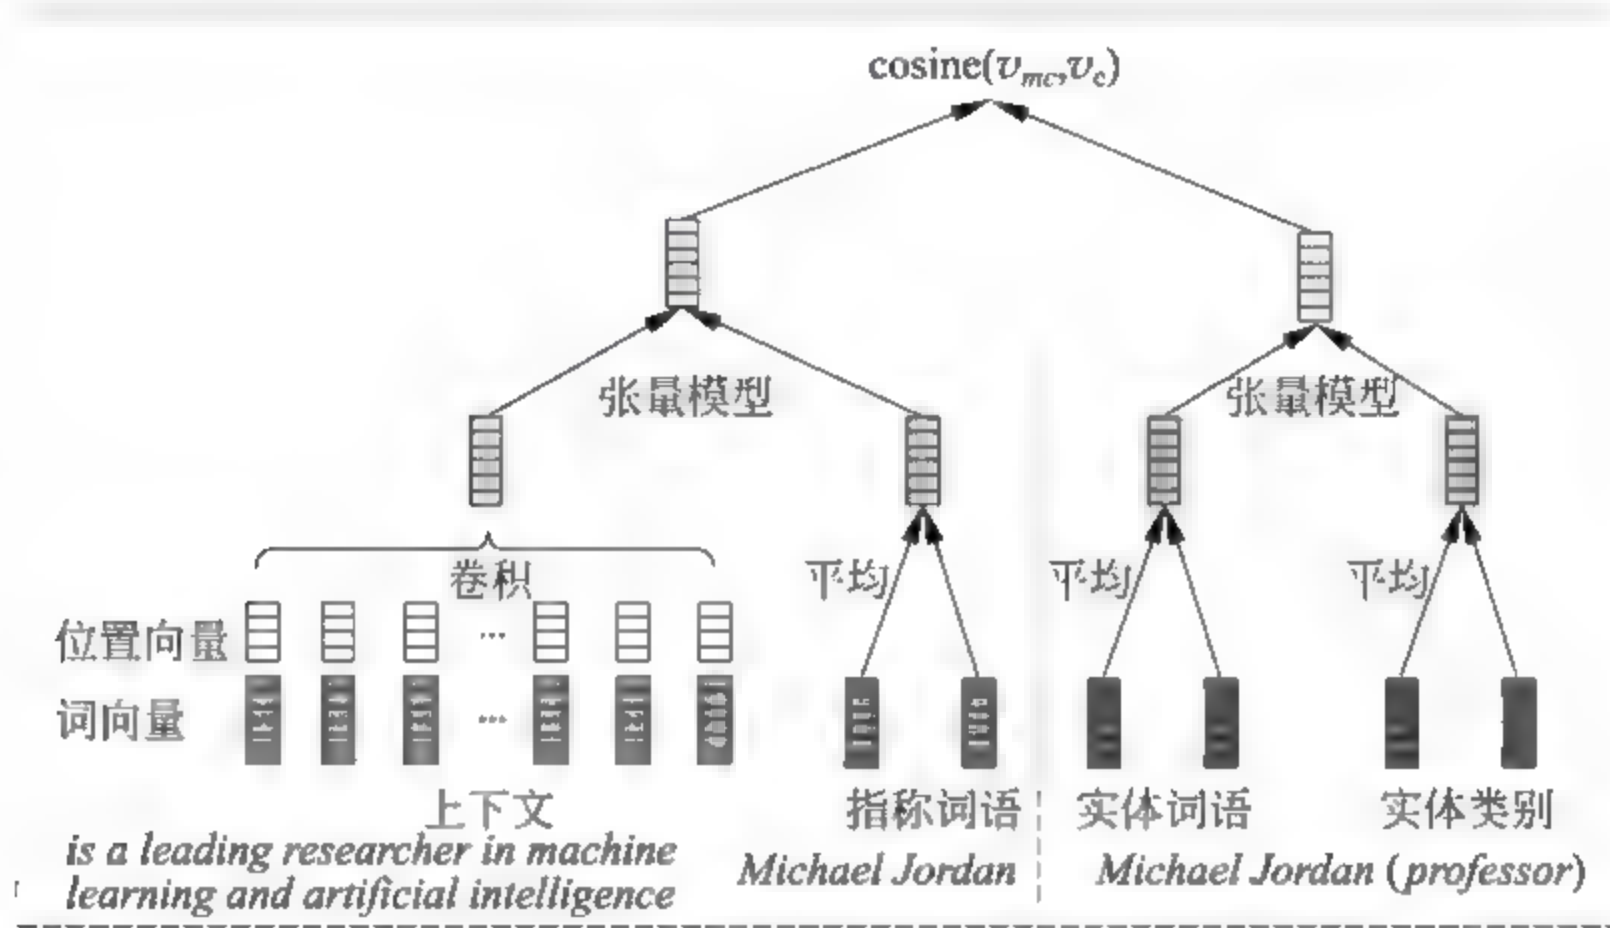 cosine(v_mc,v_e)
张量模型 张量模型
卷积 平均 平均 平均
位置向量 ...
词向量 ...
上下文 指称词语 实体词语 实体类别
is a leading researcher in machine
learning and artificial intelligence
Michael Jordan Michael Jordan (professor)